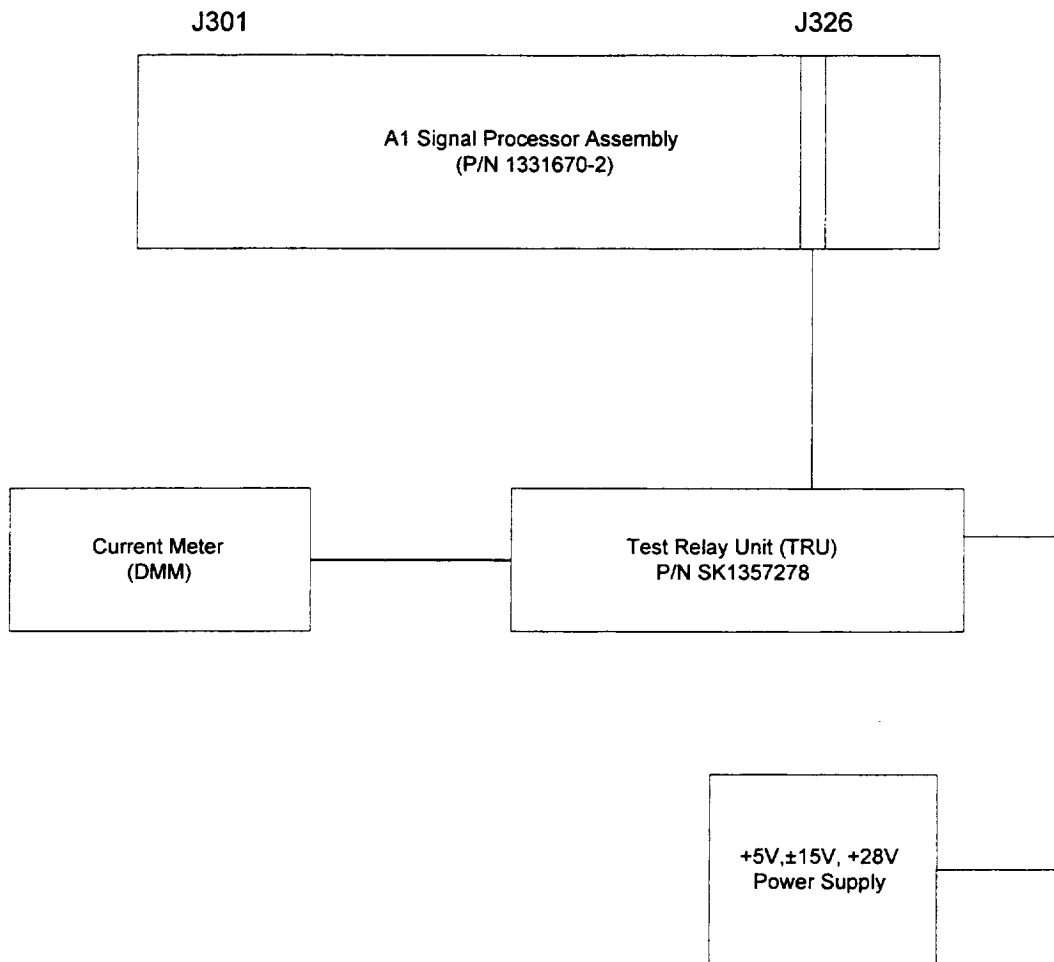 J301
J326
A1 Signal Processor Assembly
(P/N 1331670-2)
Current Meter
(DMM)
Test Relay Unit (TRU)
P/N SK1357278
+5V,±15V, +28V
Power Supply